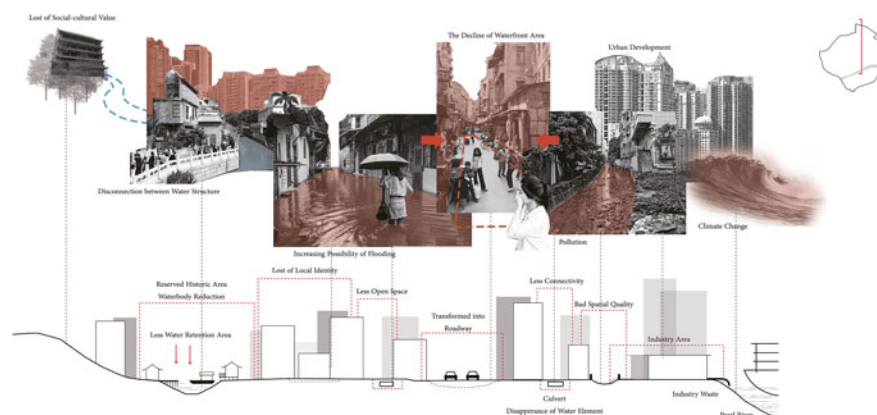 Lost of Social-cultural Value
The Decline of Waterfront Area
Urban Development
Disconnection between Water Structure
Increasing Possibility of Flooding
Pollution
Climate Change
Reserved Historic Area
Waterbody Reduction
Lost of Local Identity
Less Open Space
Less Connectivity
Less Water Retention Area
Transformed into
Roadway
Bad Spatial Quality
Industry Area
Culvert
Industry Waste
Disapperance of Water Element